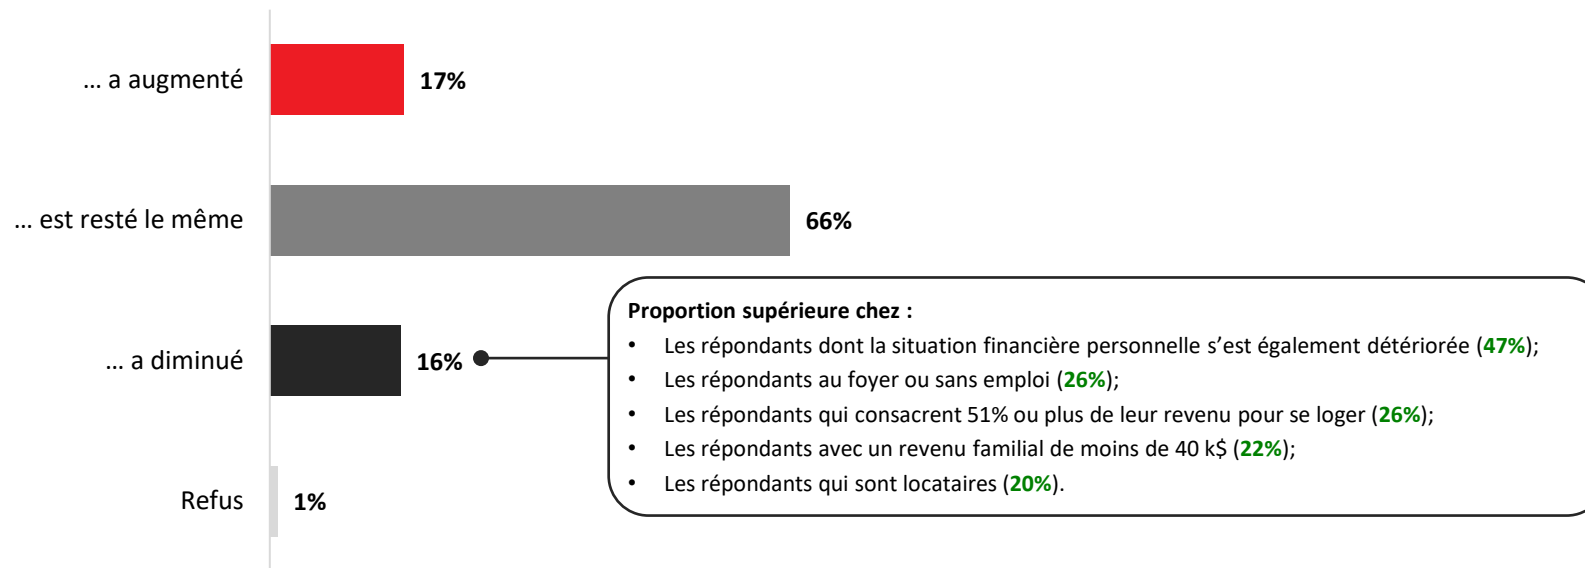 ... a augmenté
17%
... est resté le même
66%
... a diminué
16%
Proportion supérieure chez :
• Les répondants dont la situation financière personnelle s’est également détériorée (47%);
• Les répondants au foyer ou sans emploi (26%);
• Les répondants qui consacrent 51% ou plus de leur revenu pour se loger (26%);
• Les répondants avec un revenu familial de moins de 40 k$ (22%);
• Les répondants qui sont locataires (20%).
Refus
1%